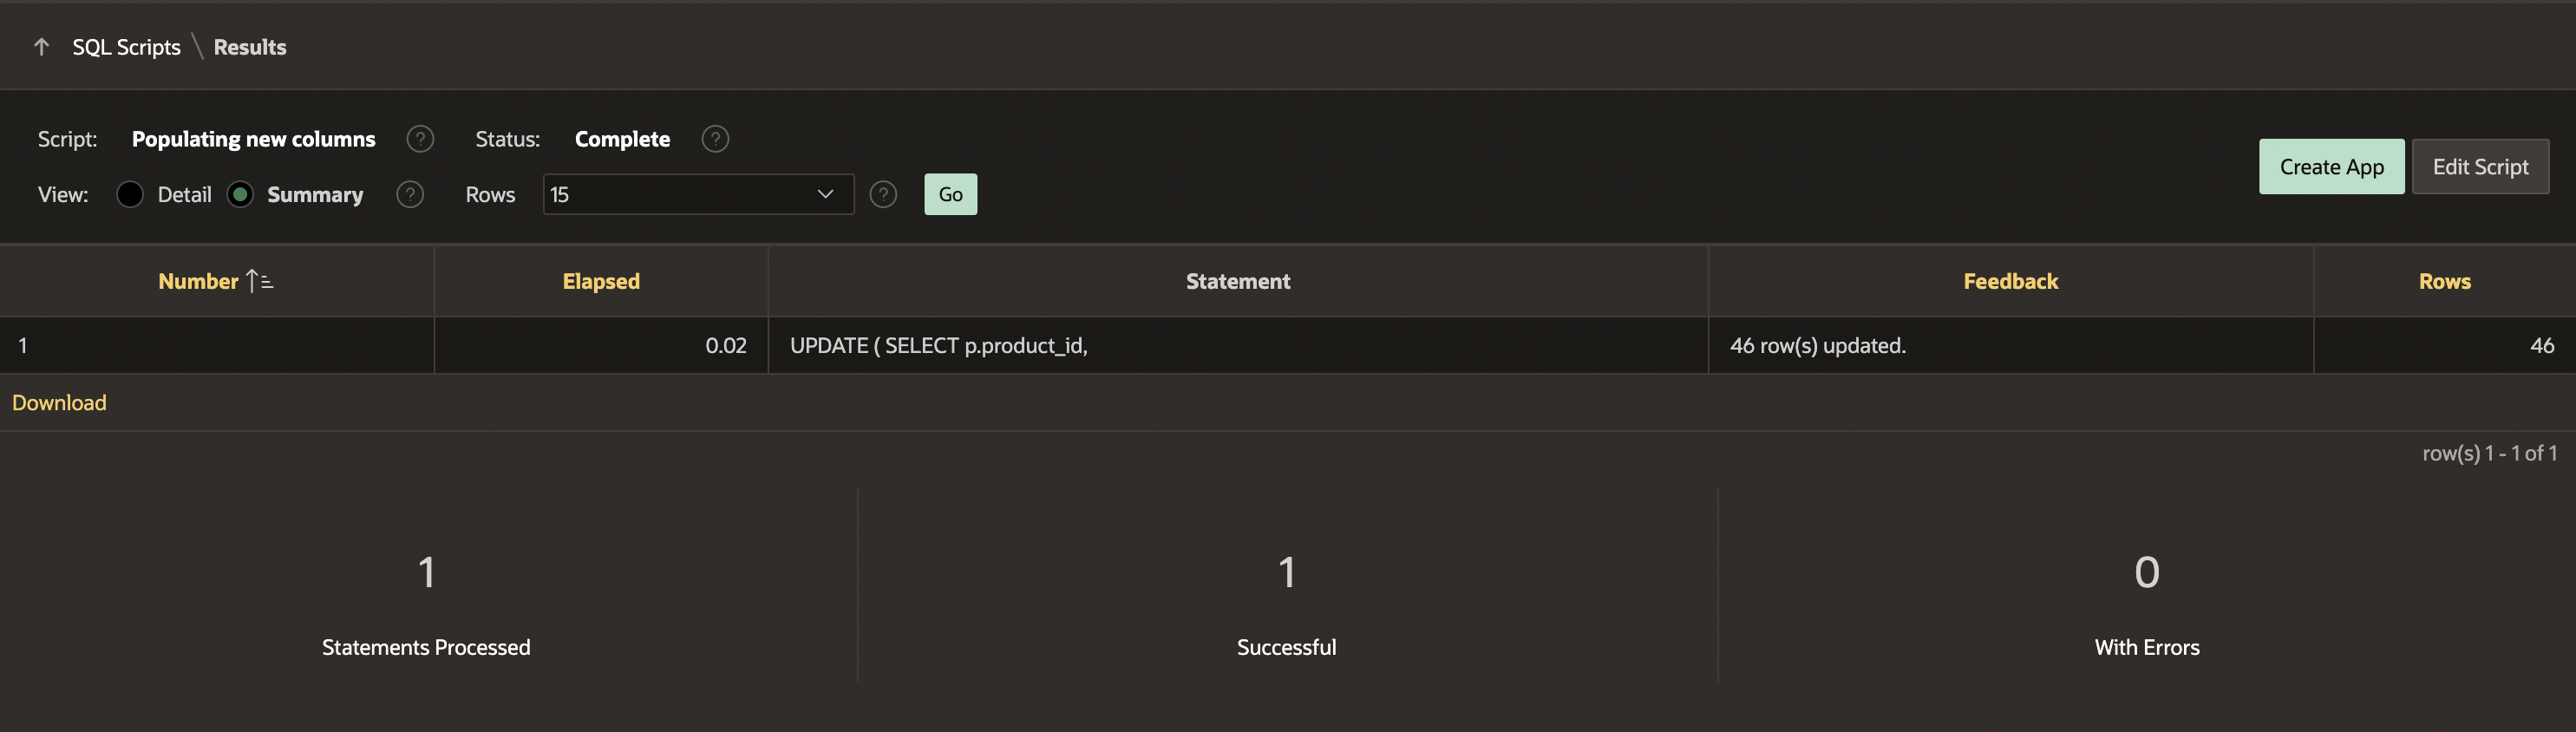 SQL Scripts \ Results
Script: Populating new columns ? Status: Complete ?
View: Detail Summary ? Rows 15 ? Go
Create App Edit Script
Number Elapsed Statement Feedback Rows
1 0.02 UPDATE ( SELECT p.product_id, 46 row(s) updated. 46
Download
row(s) 1 - 1 of 1
1 1 0
Statements Processed Successful With Errors